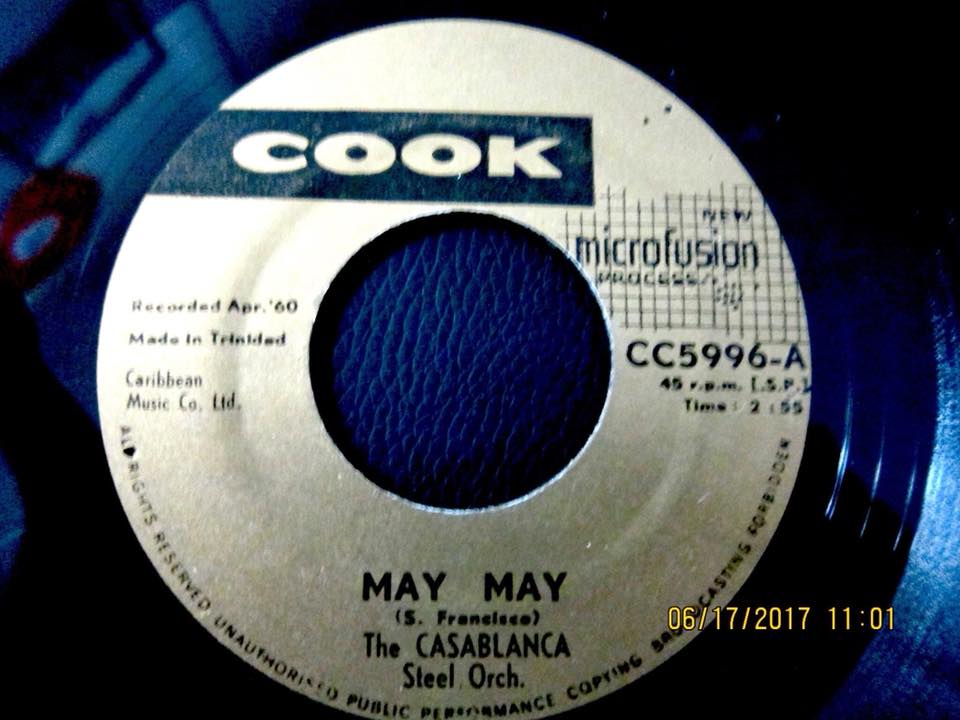 COOK
NEW
microfusion
PROCESS
Recorded Apr.'60
Made in Trinidad
Caribbean
Music Co. Ltd.
CC5996-A
45 r.p.m. [S.P.]
Time : 2 : 55
MAY MAY
(S. Francisco)
The CASABLANCA
Steel Orch.
ALL RIGHTS RESERVED UNAUTHORISED PUBLIC PERFORMANCE COPYING BROADCASTING FORBIDDEN
06/17/2017 11:01